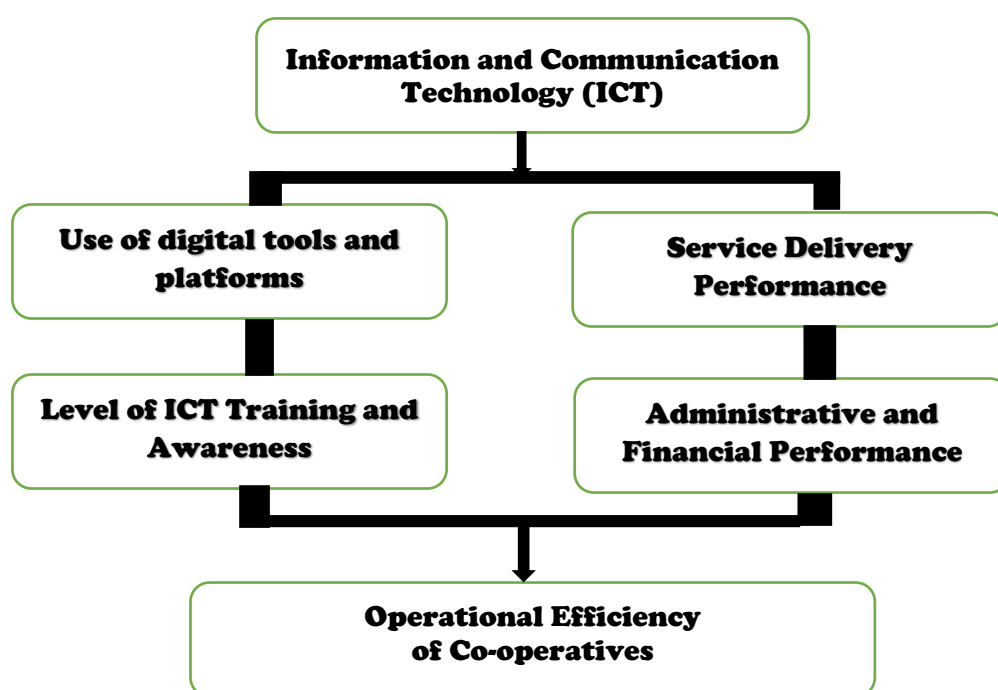 Information and Communication
Technology (ICT)
Use of digital tools and
platforms
Service Delivery
Performance
Level of ICT Training and
Awareness
Administrative and
Financial Performance
Operational Efficiency
of Co-operatives